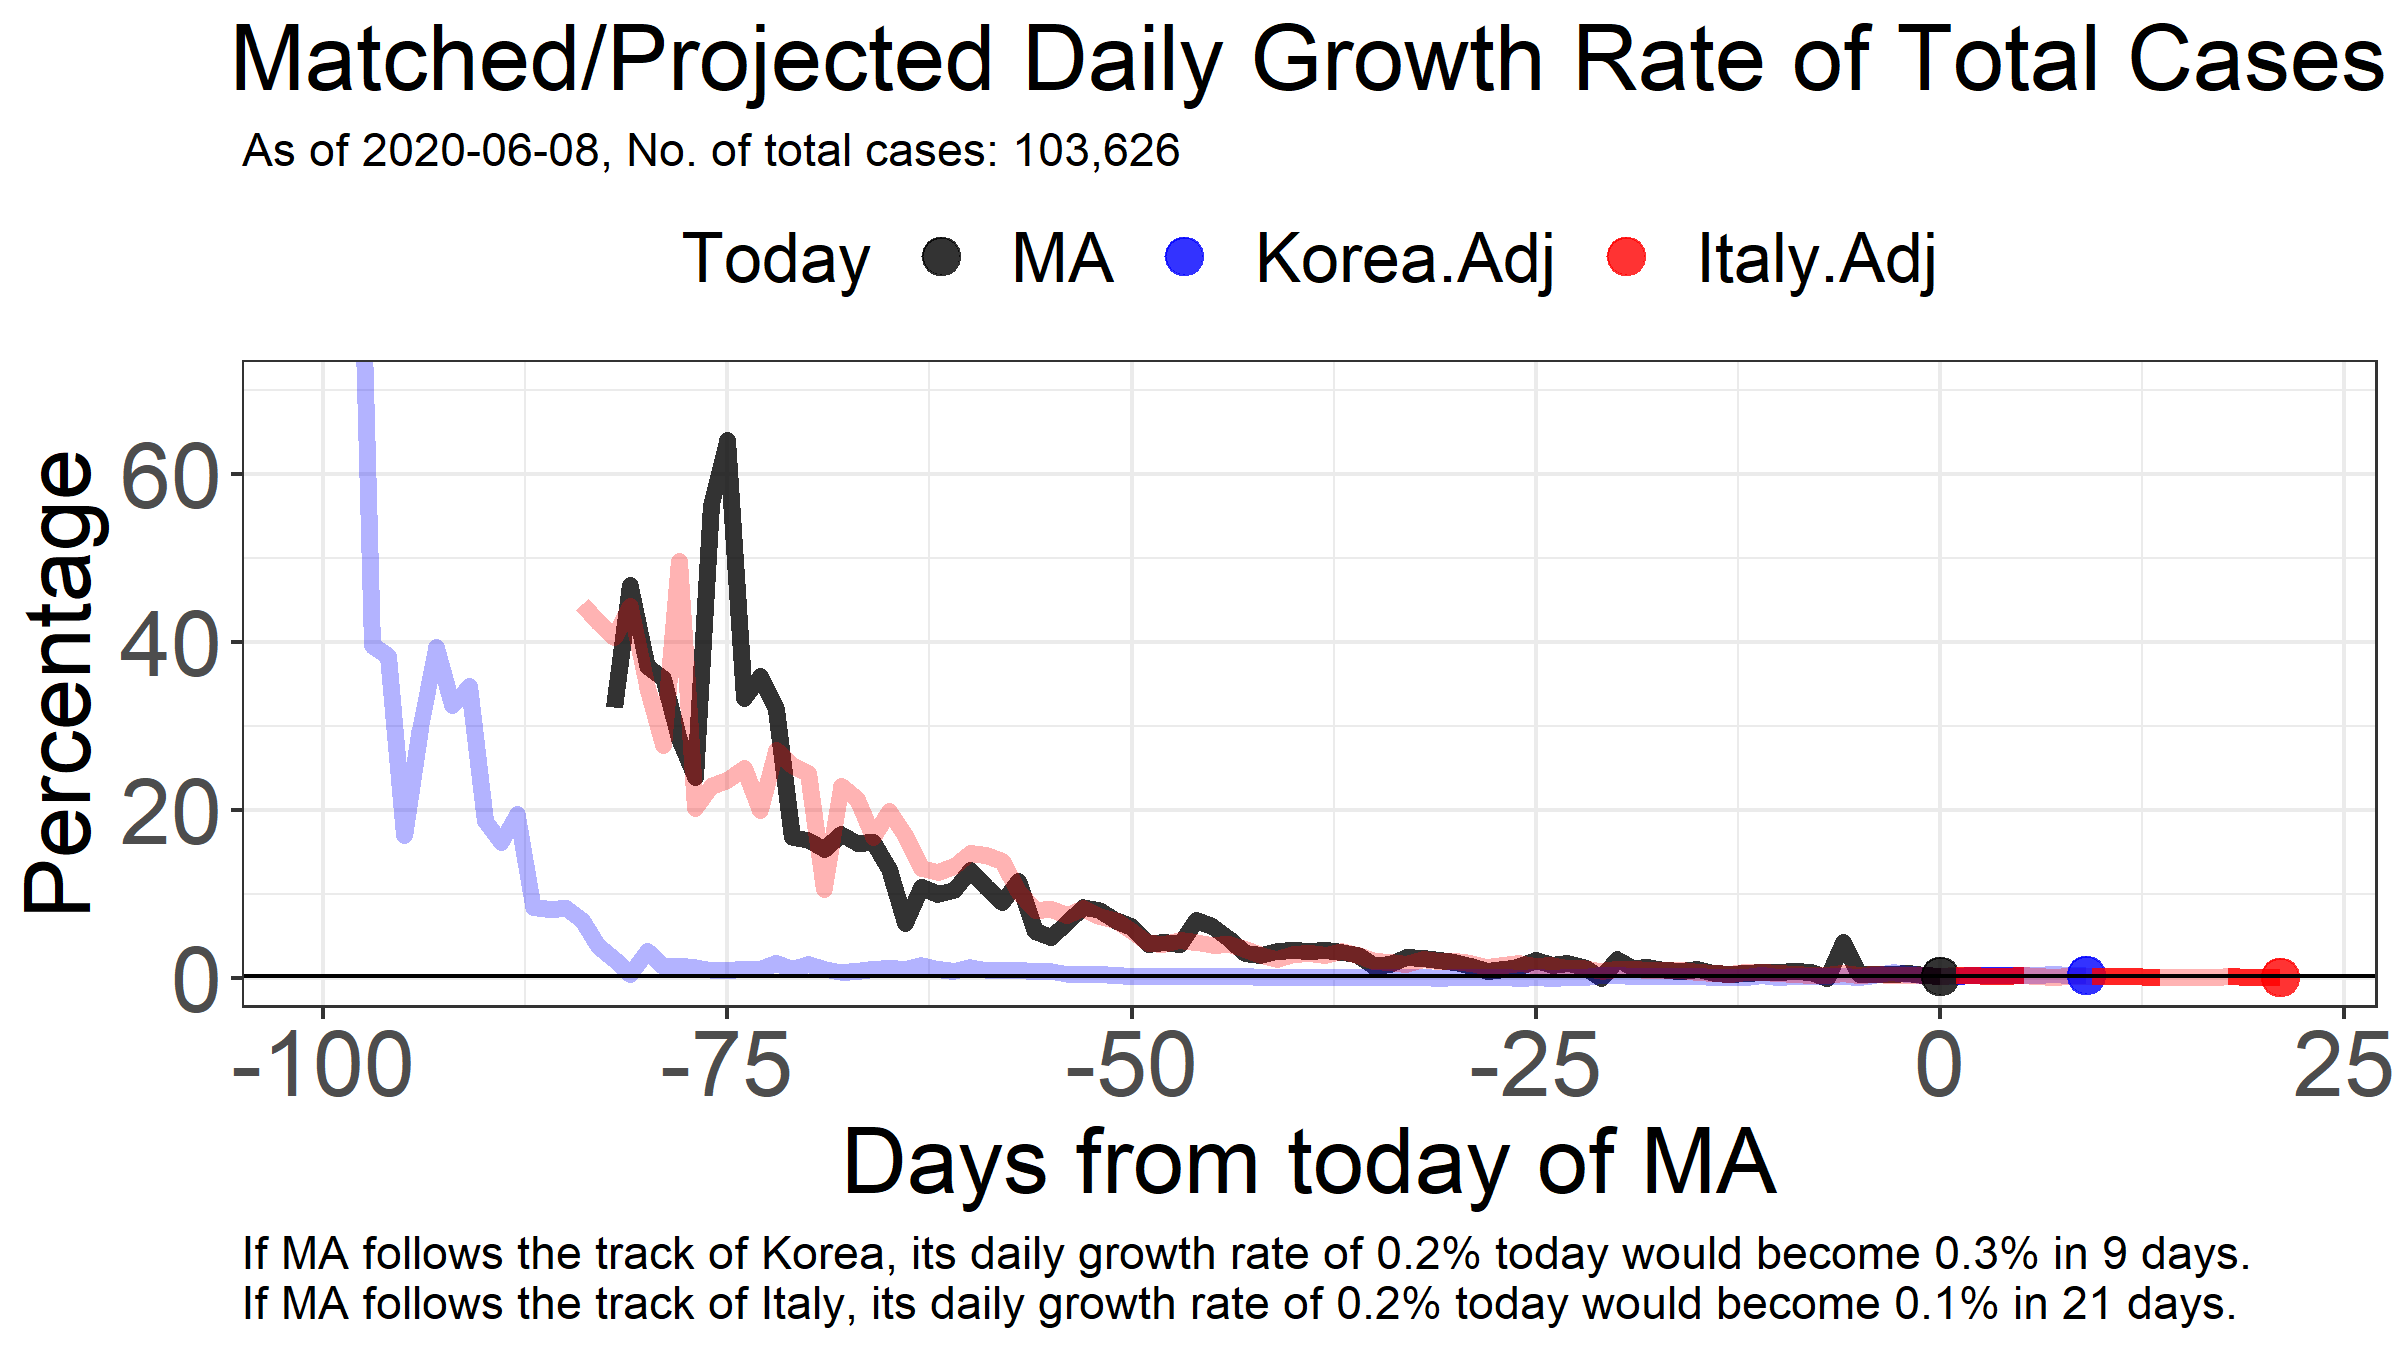 Matched/Projected Daily Growth Rate of Total Cases
As of 2020-06-08, No. of total cases: 103,626
Today MA Korea.Adj Italy.Adj
Percentage
60
40
20
0
-100 -75 -50 -25 0 25
Days from today of MA
If MA follows the track of Korea, its daily growth rate of 0.2% today would become 0.3% in 9 days.
If MA follows the track of Italy, its daily growth rate of 0.2% today would become 0.1% in 21 days.